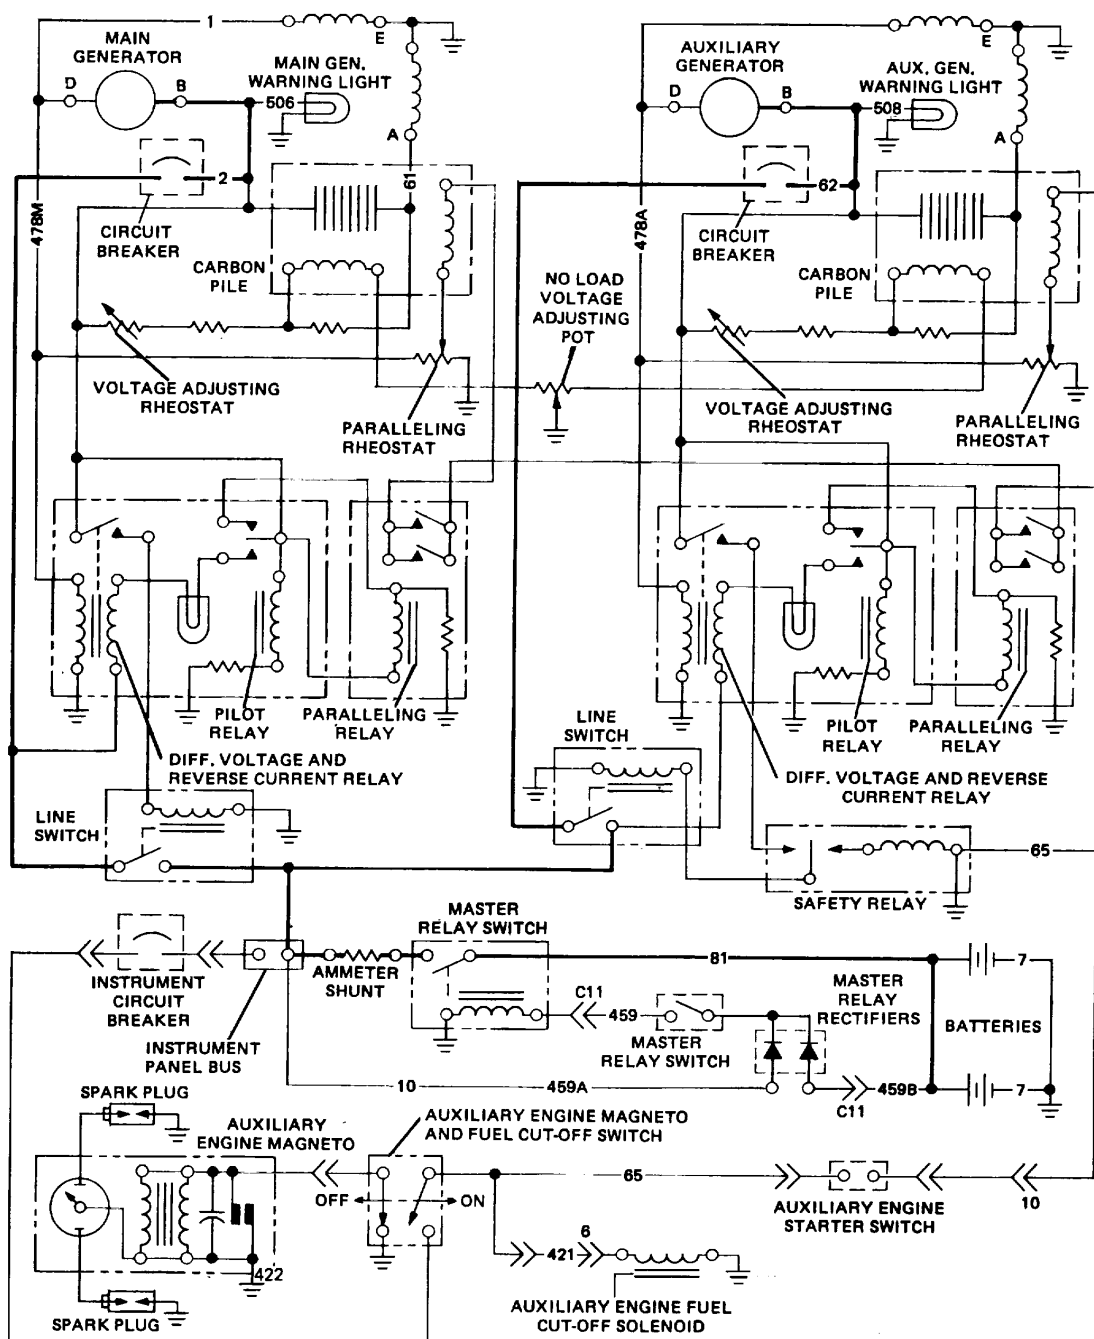 1
E
MAIN
GENERATOR
D
B
MAIN GEN.
WARNING LIGHT
506
A
2
61
478M
CIRCUIT
BREAKER
CARBON
PILE
VOLTAGE ADJUSTING
RHEOSTAT
PARALLELING
RHEOSTAT
NO LOAD
VOLTAGE
ADJUSTING
POT
E
AUXILIARY
GENERATOR
D
B
AUX. GEN.
WARNING LIGHT
508
A
62
478A
CIRCUIT
BREAKER
CARBON
PILE
VOLTAGE ADJUSTING
RHEOSTAT
PARALLELING
RHEOSTAT
PILOT
RELAY
PARALLELING
RELAY
DIFF. VOLTAGE AND
REVERSE CURRENT RELAY
LINE
SWITCH
LINE
SWITCH
PILOT
RELAY
PARALLELING
RELAY
DIFF. VOLTAGE AND REVERSE
CURRENT RELAY
65
SAFETY RELAY
MASTER
RELAY SWITCH
AMMETER
SHUNT
81
7
INSTRUMENT
CIRCUIT
BREAKER
INSTRUMENT
PANEL BUS
C11
459
MASTER
RELAY SWITCH
MASTER
RELAY
RECTIFIERS
BATTERIES
10
459A
459B
C11
7
SPARK PLUG
AUXILIARY
ENGINE MAGNETO
AUXILIARY ENGINE MAGNETO
AND FUEL CUT-OFF SWITCH
OFF
ON
65
10
AUXILIARY ENGINE
STARTER SWITCH
6
421
422
AUXILIARY ENGINE FUEL
CUT-OFF SOLENOID
SPARK PLUG